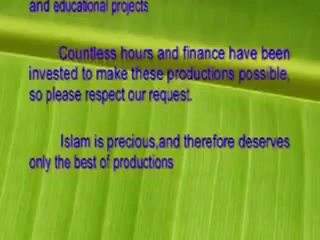 and educational projects
Countless hours and finance have been
invested to make these productions possible,
so please respect our request.
Islam is precious,and therefore deserves
only the best of productions